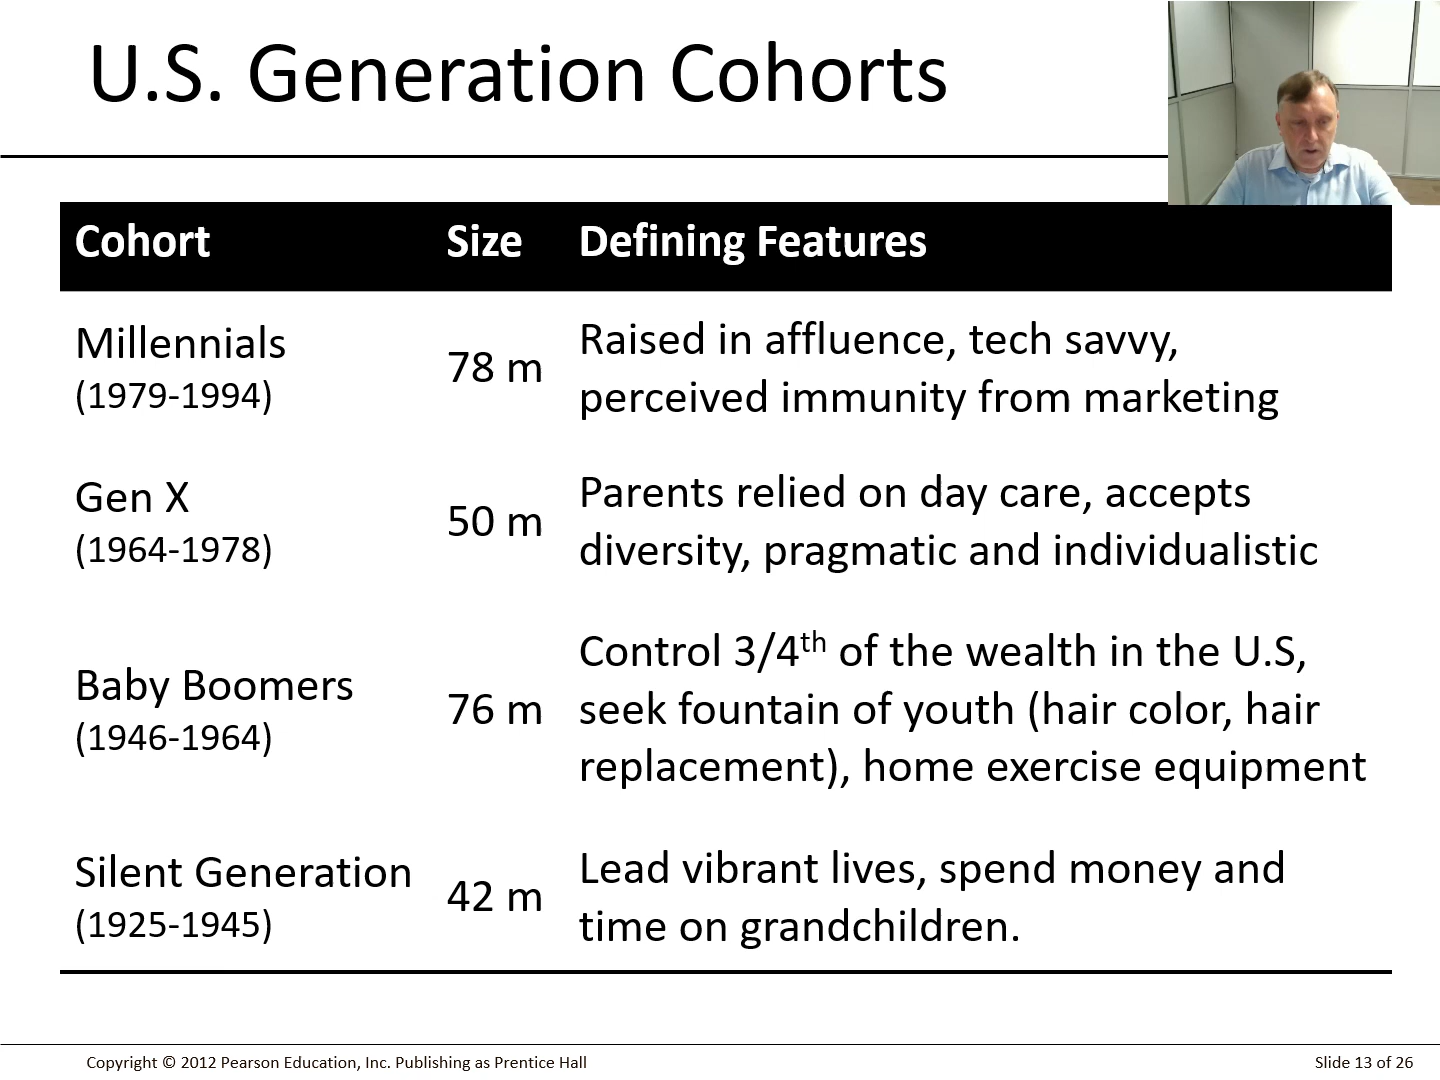 U.S. Generation Cohorts
Cohort Size Defining Features
Millennials
(1979-1994)
78 m
Raised in affluence, tech savvy,
perceived immunity from marketing
Gen X
(1964-1978)
50 m
Parents relied on day care, accepts
diversity, pragmatic and individualistic
Baby Boomers
(1946-1964)
76 m
Control 3/4th of the wealth in the U.S,
seek fountain of youth (hair color, hair
replacement), home exercise equipment
Silent Generation
(1925-1945)
42 m
Lead vibrant lives, spend money and
time on grandchildren.
Copyright © 2012 Pearson Education, Inc. Publishing as Prentice Hall
Slide 13 of 26